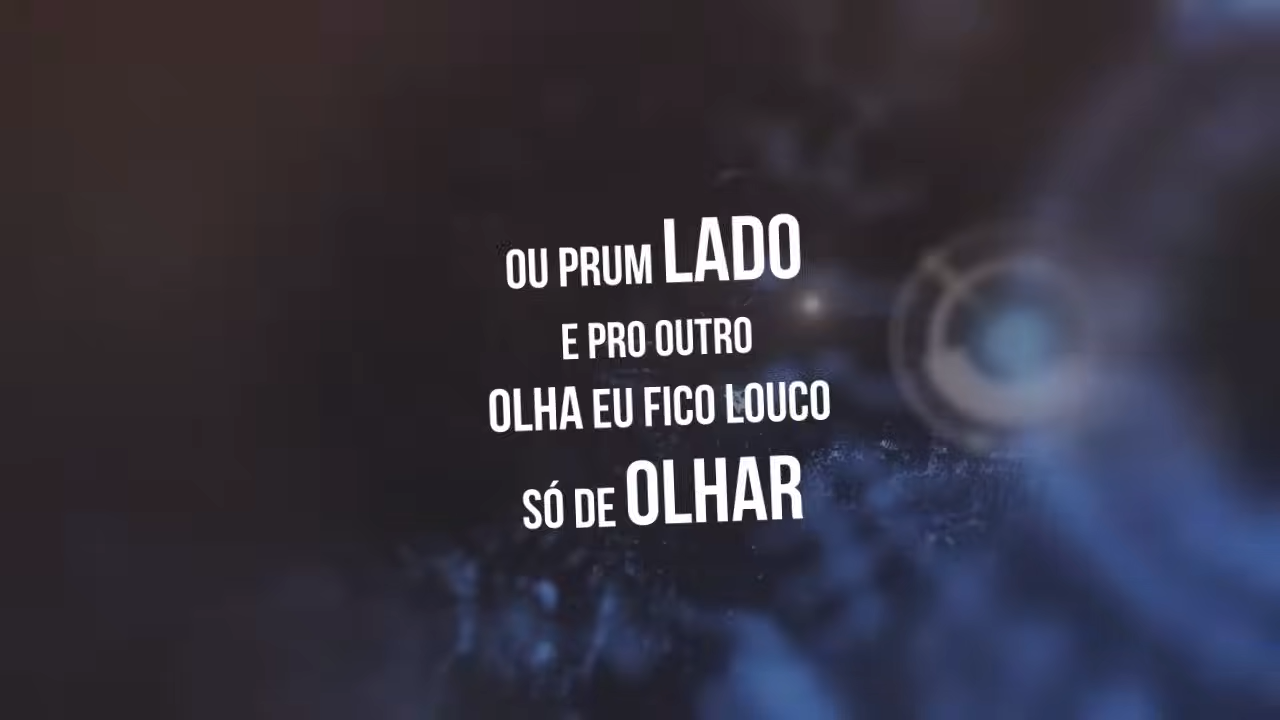 OU PRUM LADO
E PRO OUTRO
OLHA EU FICO LOUCO
SÓ DE OLHAR